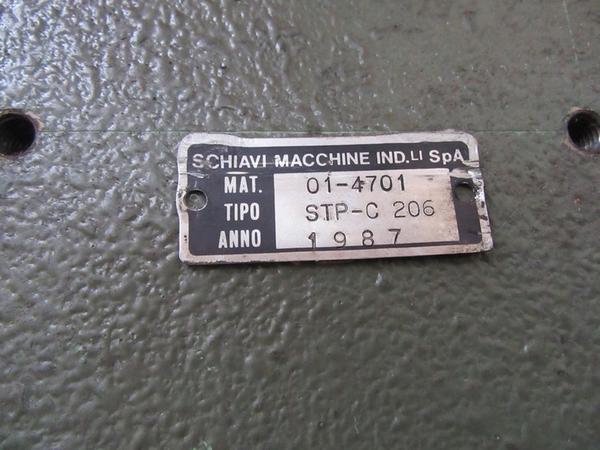 SCHIAVI MACCHINE IND.LI SpA
MAT. 01-4701
TIPO STP-C 206
ANNO 1987